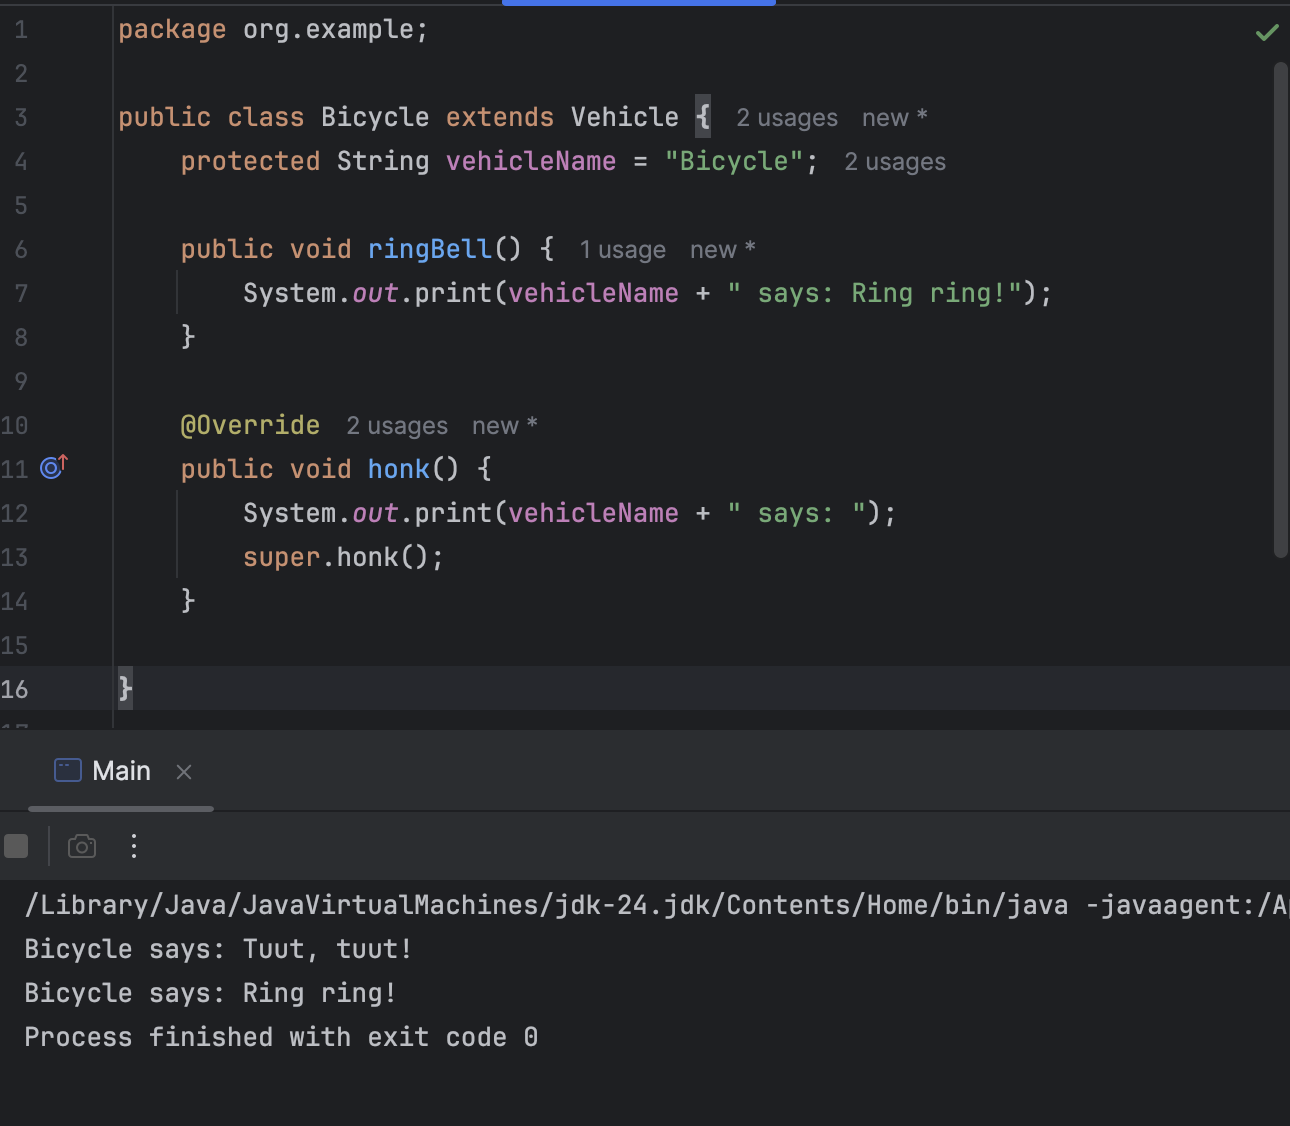 1 package org.example;
2
3 public class Bicycle extends Vehicle { 2 usages new *
4 protected String vehicleName = "Bicycle"; 2 usages
5
6 public void ringBell() { 1 usage new *
7 System.out.print(vehicleName + " says: Ring ring!");
8 }
9
10 @Override 2 usages new *
11 public void honk() {
12 System.out.print(vehicleName + " says: ");
13 super.honk();
14 }
15
16 }
Main
/Library/Java/JavaVirtualMachines/jdk-24.jdk/Contents/Home/bin/java -javaagent:/A
Bicycle says: Tuut, tuut!
Bicycle says: Ring ring!
Process finished with exit code 0